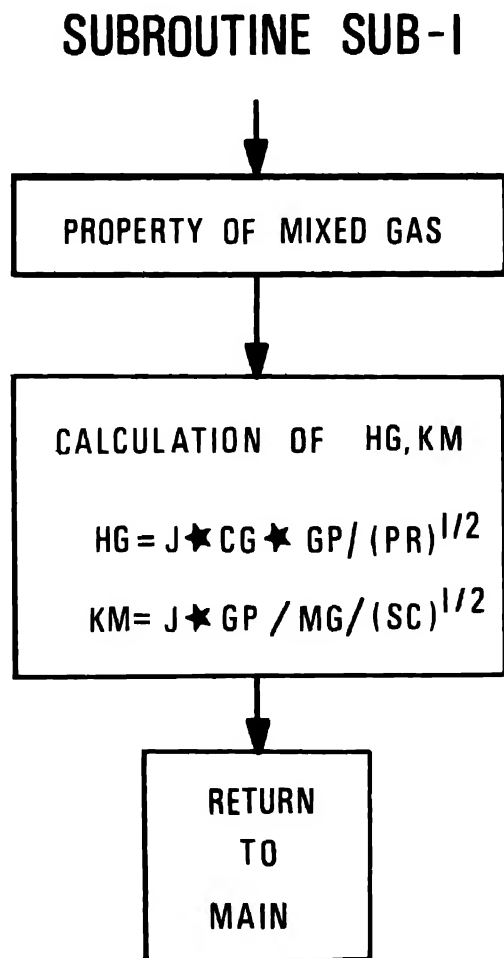 SUBROUTINE SUB-I
PROPERTY OF MIXED GAS
CALCULATION OF HG, KM
HG = J★CG★ GP/(PR)^1/2
KM= J★GP /MG/(SC)^1/2
RETURN
TO
MAIN